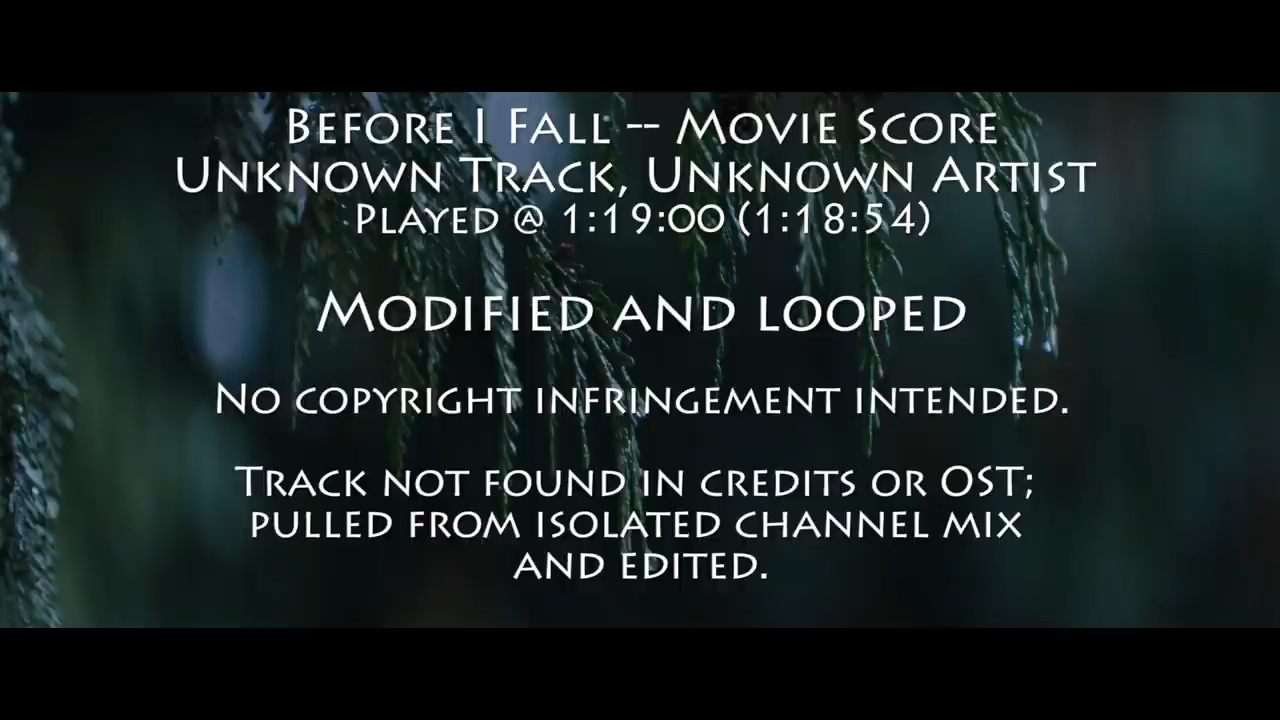 Before I Fall -- Movie Score
Unknown Track, Unknown Artist
Played @ 1:19:00 (1:18:54)
Modified and looped
No copyright infringement intended.
Track not found in credits or OST;
pulled from isolated channel mix
and edited.